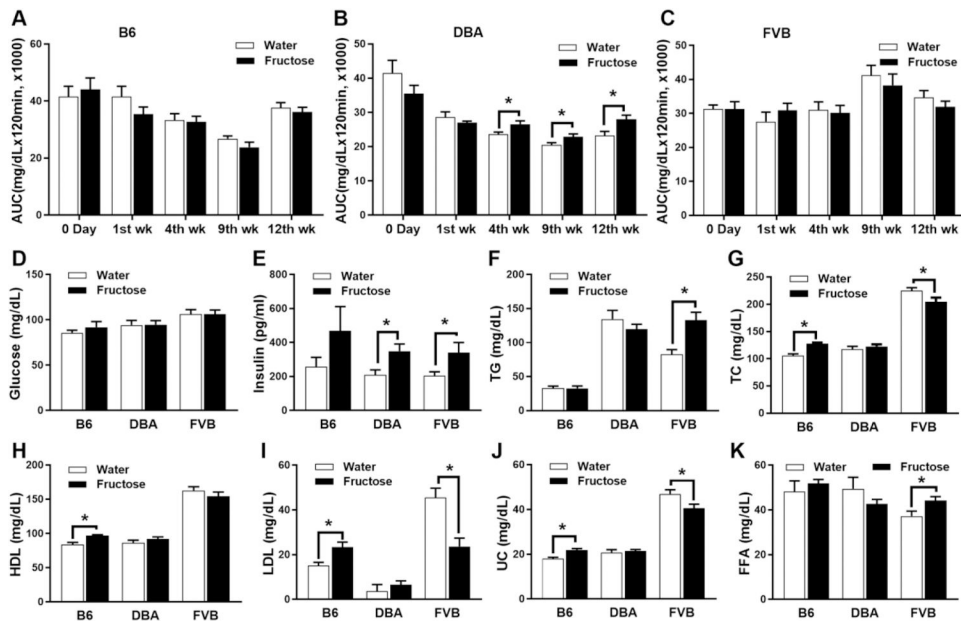 A
B6
Water
Fructose
AUC(mg/dLx120min, x1000)
60
40
20
0
0 Day 1st wk 4th wk 9th wk 12th wk
B
DBA
Water
Fructose
AUC(mg/dLx120min, x1000)
50
40
30
20
10
0
* * *
0 Day 1st wk 4th wk 9th wk 12th wk
C
FVB
Water
Fructose
AUC(mg/dLx120min, x1000)
50
40
30
20
10
0
0 Day 1st wk 4th wk 9th wk 12th wk
D
Water
Fructose
Glucose (mg/dL)
150
100
50
0
B6 DBA FVB
E
Water
Fructose
Insulin (pg/ml)
800
600
400
200
0
* *
B6 DBA FVB
F
Water
Fructose
TG (mg/dL)
200
150
100
50
0
*
B6 DBA FVB
G
Water
Fructose
TC (mg/dL)
250
200
150
100
50
0
* *
B6 DBA FVB
H
Water
Fructose
HDL (mg/dL)
200
150
100
50
0
*
B6 DBA FVB
I
Water
Fructose
LDL (mg/dL)
60
40
20
0
* *
B6 DBA FVB
J
Water
Fructose
UC (mg/dL)
60
40
20
0
* *
B6 DBA FVB
K
Water Fructose
FFA (mg/dL)
60
40
20
0
*
B6 DBA FVB